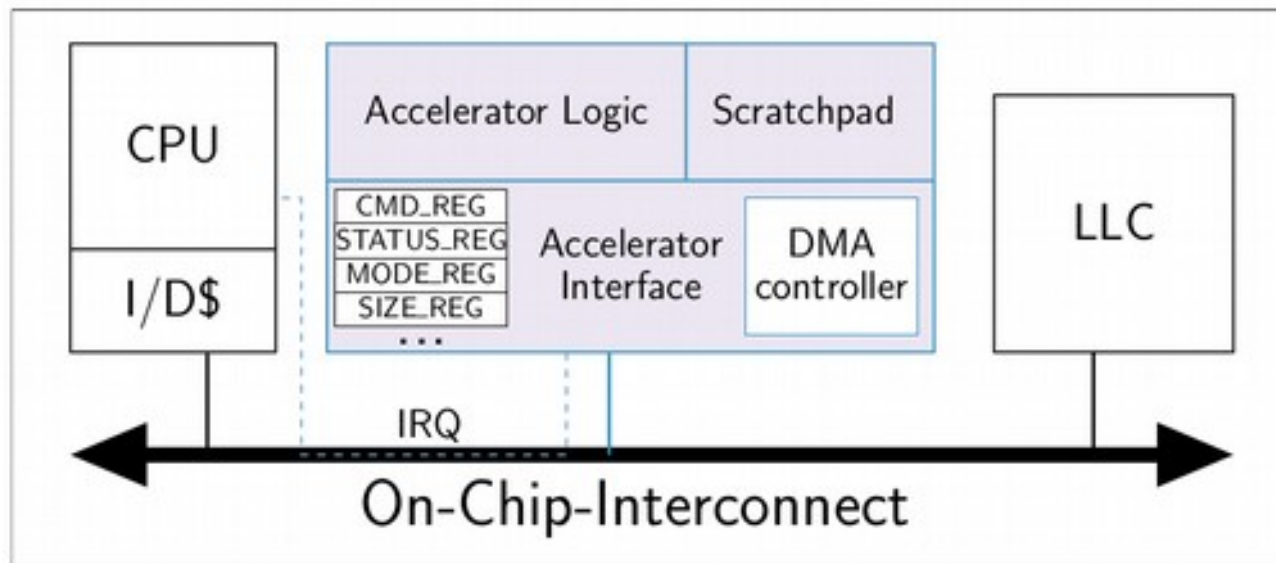 CPU
I/D$
Accelerator Logic
Scratchpad
CMD_REG
STATUS_REG
MODE_REG
SIZE_REG
...
Accelerator
Interface
DMA
controller
LLC
IRQ
On-Chip-Interconnect